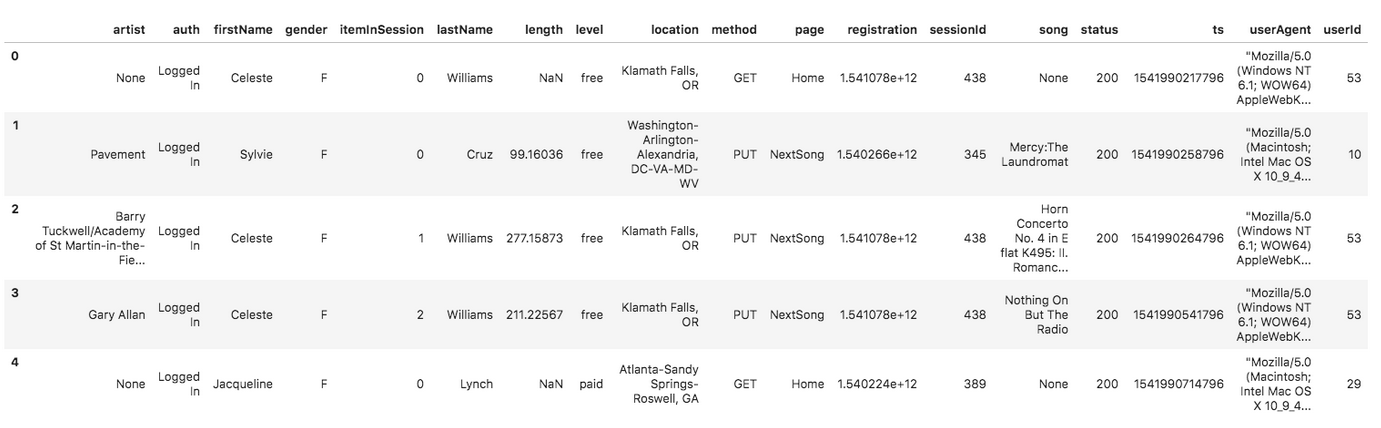 artist auth firstName gender itemInSession lastName length level location method page registration sessionId song status ts userAgent userId
0 None Logged In Celeste F 0 Williams NaN free Klamath Falls, OR GET Home 1.541078e+12 438 None 200 1541990217796 "Mozilla/5.0 (Windows NT 6.1; WOW64) AppleWebK... 53
1 Pavement Logged In Sylvie F 0 Cruz 99.16036 free Washington-Arlington-Alexandria, DC-VA-MD-WV PUT NextSong 1.540266e+12 345 Mercy:The Laundromat 200 1541990258796 "Mozilla/5.0 (Macintosh; Intel Mac OS X 10_9_4... 10
2 Barry Tuckwell/Academy of St Martin-in-the-Fie... Logged In Celeste F 1 Williams 277.15873 free Klamath Falls, OR PUT NextSong 1.541078e+12 438 Horn Concerto No. 4 in E flat K495: II. Romanc... 200 1541990264796 "Mozilla/5.0 (Windows NT 6.1; WOW64) AppleWebK... 53
3 Gary Allan Logged In Celeste F 2 Williams 211.22567 free Klamath Falls, OR PUT NextSong 1.541078e+12 438 Nothing On But The Radio 200 1541990541796 "Mozilla/5.0 (Windows NT 6.1; WOW64) AppleWebK... 53
4 None Logged In Jacqueline F 0 Lynch NaN paid Atlanta-Sandy Springs-Roswell, GA GET Home 1.540224e+12 389 None 200 1541990714796 "Mozilla/5.0 (Macintosh; Intel Mac OS X 10_9_4... 29